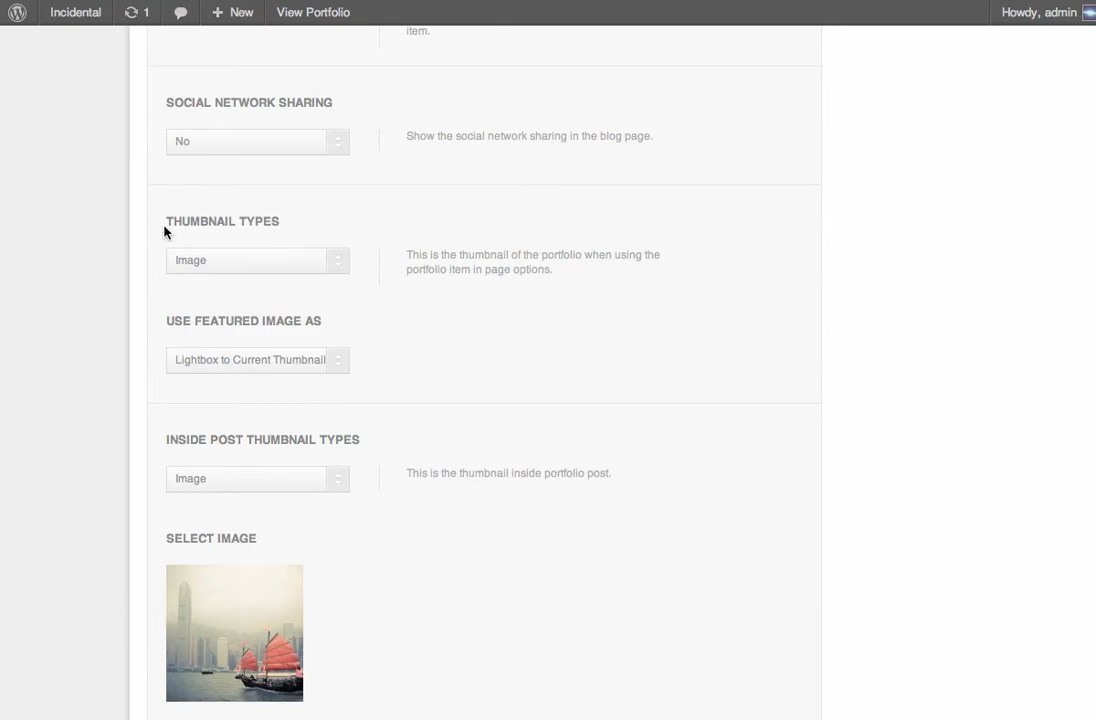 Incidental 1 + New View Portfolio Howdy, admin
item.
SOCIAL NETWORK SHARING
No
Show the social network sharing in the blog page.
THUMBNAIL TYPES
Image
This is the thumbnail of the portfolio when using the
portfolio item in page options.
USE FEATURED IMAGE AS
Lightbox to Current Thumbnail
INSIDE POST THUMBNAIL TYPES
Image
This is the thumbnail inside portfolio post.
SELECT IMAGE